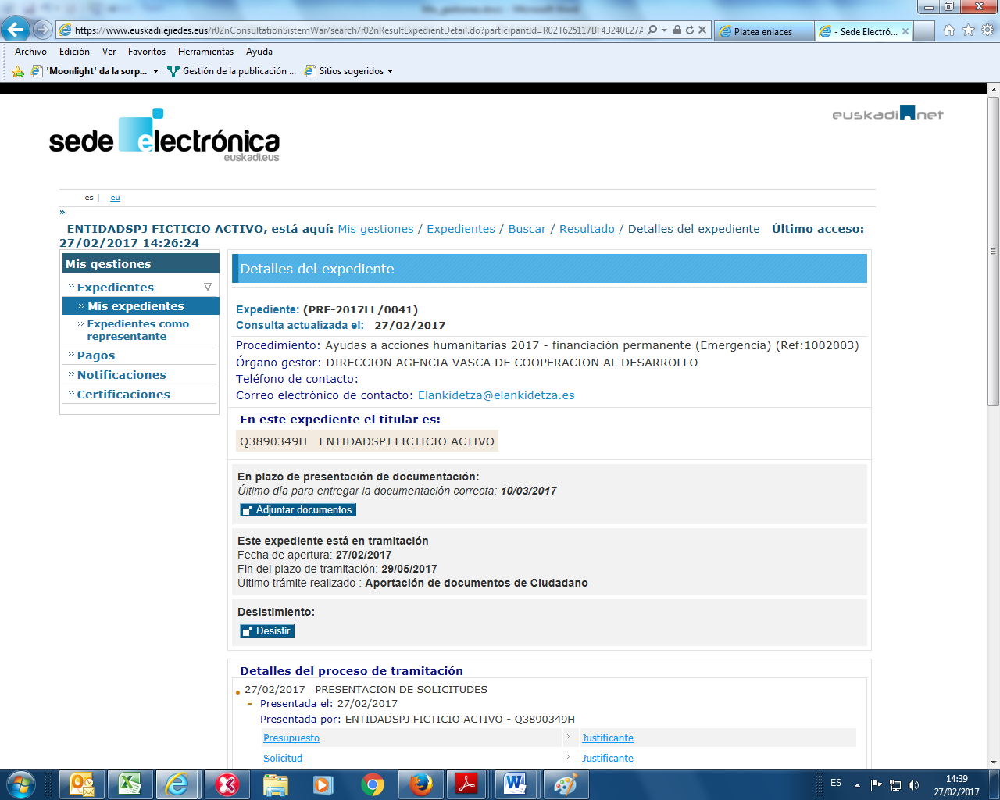 https://www.euskadi.ejiedes.eus/r02nConsultationSistemWar/search/r02nResultExpedientDetail.do?participantId=R02T625117BF43240E27A
Platea enlaces
- Sede Electró...
Archivo Edición Ver Favoritos Herramientas Ayuda
'Moonlight' da la sorp... Gestión de la publicación ... Sitios sugeridos
sede electrónica
euskadi.eus
euskadi.net
es | eu
»
ENTIDADSPJ FICTICIO ACTIVO, está aquí: Mis gestiones / Expedientes / Buscar / Resultado / Detalles del expediente Último acceso:
27/02/2017 14:26:24
Mis gestiones
Expedientes
Mis expedientes
Expedientes como
representante
Pagos
Notificaciones
Certificaciones
Detalles del expediente
Expediente: (PRE-2017LL/0041)
Consulta actualizada el: 27/02/2017
Procedimiento: Ayudas a acciones humanitarias 2017 - financiación permanente (Emergencia) (Ref:1002003)
Órgano gestor: DIRECCION AGENCIA VASCA DE COOPERACION AL DESARROLLO
Teléfono de contacto:
Correo electrónico de contacto: Elankidetza@elankidetza.es
En este expediente el titular es:
Q3890349H ENTIDADSPJ FICTICIO ACTIVO
En plazo de presentación de documentación:
Último día para entregar la documentación correcta: 10/03/2017
Adjuntar documentos
Este expediente está en tramitación
Fecha de apertura: 27/02/2017
Fin del plazo de tramitación: 29/05/2017
Último trámite realizado : Aportación de documentos de Ciudadano
Desistimiento:
Desistir
Detalles del proceso de tramitación
27/02/2017 PRESENTACION DE SOLICITUDES
Presentada el: 27/02/2017
Presentada por: ENTIDADSPJ FICTICIO ACTIVO - Q3890349H
Presupuesto Justificante
Solicitud Justificante
ES
14:39
27/02/2017